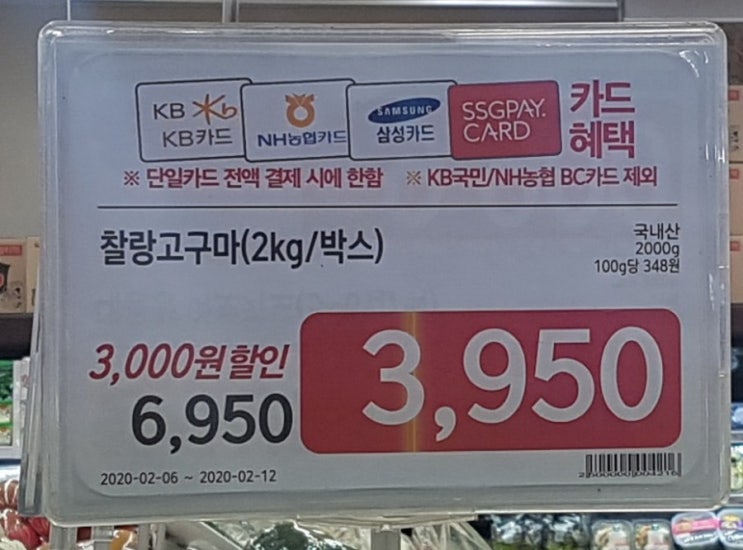 KB
KB카드
NH농협카드
SAMSUNG
삼성카드
SSGPAY.
CARD
카드
혜택
※ 단일카드 전액 결제 시에 한함 ※ KB국민/NH농협 BC카드 제외
찰랑고구마(2kg/박스)
국내산
2000g
100g당 348원
3,000원 할인
6,950
3,950
2020-02-06 ~ 2020-02-12
2500000004216